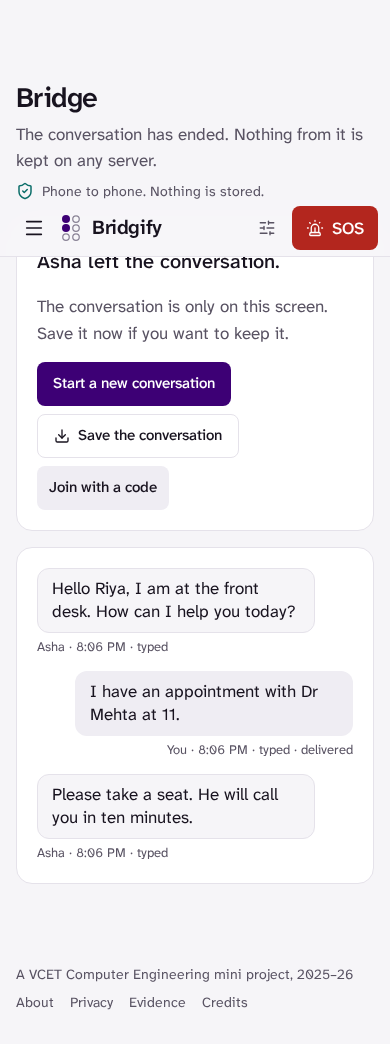 Bridge
The conversation has ended. Nothing from it is
kept on any server.
Phone to phone. Nothing is stored.
Bridgify
SOS
Asha left the conversation.
The conversation is only on this screen.
Save it now if you want to keep it.
Start a new conversation
Save the conversation
Join with a code
Hello Riya, I am at the front
desk. How can I help you today?
Asha · 8:06 PM · typed
I have an appointment with Dr
Mehta at 11.
You · 8:06 PM · typed · delivered
Please take a seat. He will call
you in ten minutes.
Asha · 8:06 PM · typed
A VCET Computer Engineering mini project, 2025–26
About Privacy Evidence Credits